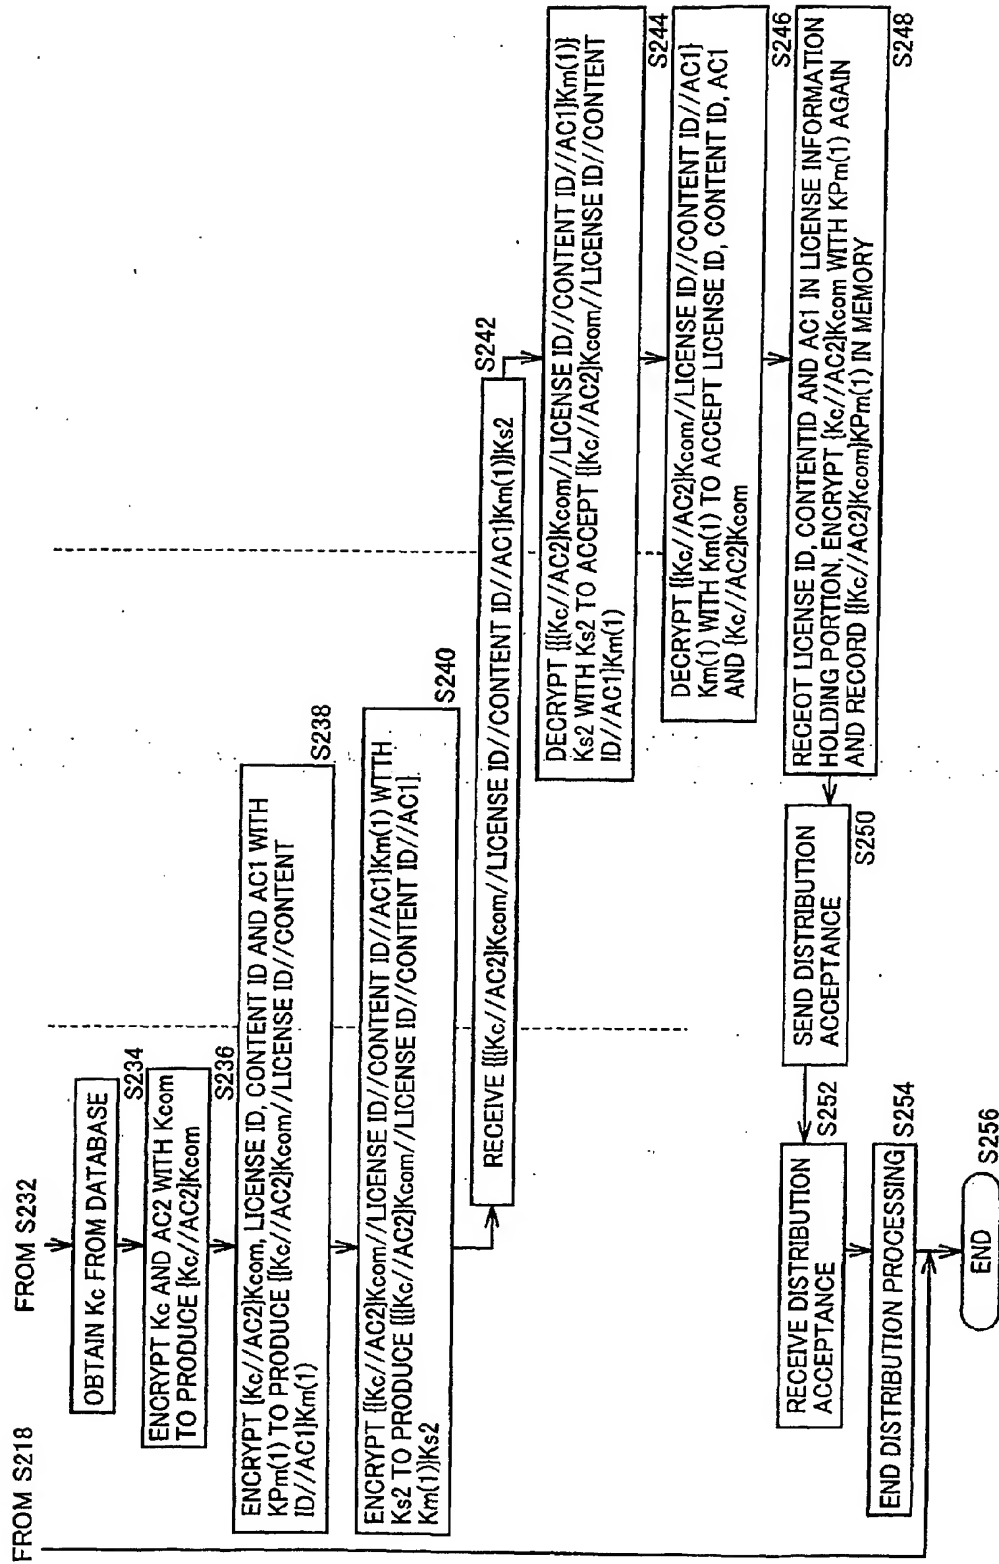 FROM S218
FROM S232
OBTAIN Kc FROM DATABASE
S234
ENCRYPT Kc AND AC2 WITH Kcom
TO PRODUCE {Kc//AC2}Kcom
S236
ENCRYPT {Kc//AC2}Kcom, LICENSE ID, CONTENT ID AND AC1 WITH
KPm(1) TO PRODUCE {{Kc//AC2}Kcom//LICENSE ID//CONTENT
ID//AC1}Km(1)
S238
ENCRYPT {{Kc//AC2}Kcom//LICENSE ID//CONTENT ID//AC1}Km(1) WITH
Ks2 TO PRODUCE {{{Kc//AC2}Kcom//LICENSE ID//CONTENT ID//AC1}
Km(1)}Ks2
S240
RECEIVE {{{Kc//AC2}Kcom//LICENSE ID//CONTENT ID//AC1}Km(1)}Ks2
S242
DECRYPT {{{Kc//AC2}Kcom//LICENSE ID//CONTENT ID//AC1}Km(1)}
Ks2 WITH Ks2 TO ACCEPT {{Kc//AC2}Kcom//LICENSE ID//CONTENT
ID//AC1}Km(1)
S244
DECRYPT {{Kc//AC2}Kcom//LICENSE ID//CONTENT ID//AC1}
Km(1) WITH Km(1) TO ACCEPT LICENSE ID, CONTENT ID, AC1
AND {Kc//AC2}Kcom
S246
RECEOT LICENSE ID, CONTENTID AND AC1 IN LICENSE INFORMATION
HOLDING PORTION, ENCRYPT {Kc//AC2}Kcom WITH KPm(1) AGAIN
AND RECORD {{Kc//AC2}Kcom}KPm(1) IN MEMORY
S248
SEND DISTRIBUTION
ACCEPTANCE
S250
RECEIVE DISTRIBUTION
ACCEPTANCE
S252
END DISTRIBUTION PROCESSING
S254
END
S256